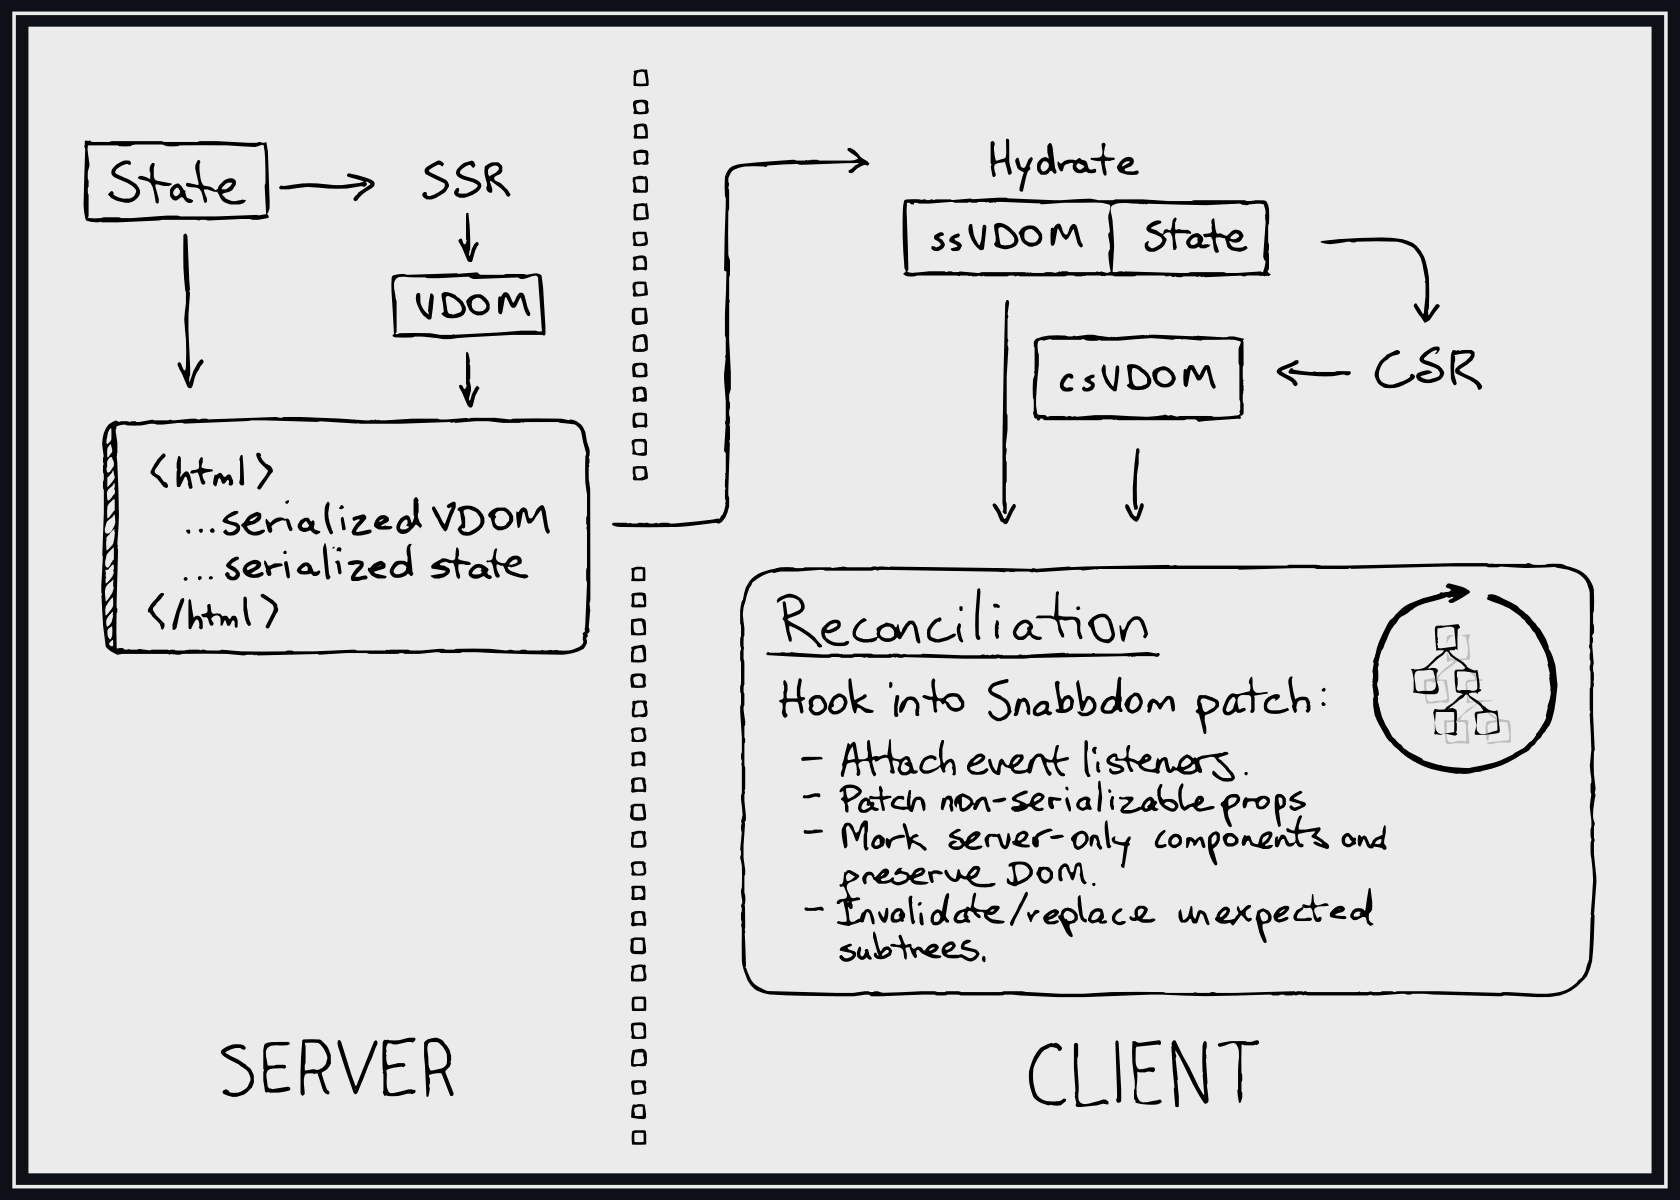 State
SSR
VDOM
<html>
...serialized VDOM
...serialized state
</html>
SERVER
Hydrate
ssVDOM
State
CSR
csVDOM
Reconciliation
Hook into Snabbdom patch:
- Attach event listeners.
- Patch non-serializable props
- Mark server-only components and
preserve DOM.
- Invalidate/replace unexpected
subtrees.
CLIENT